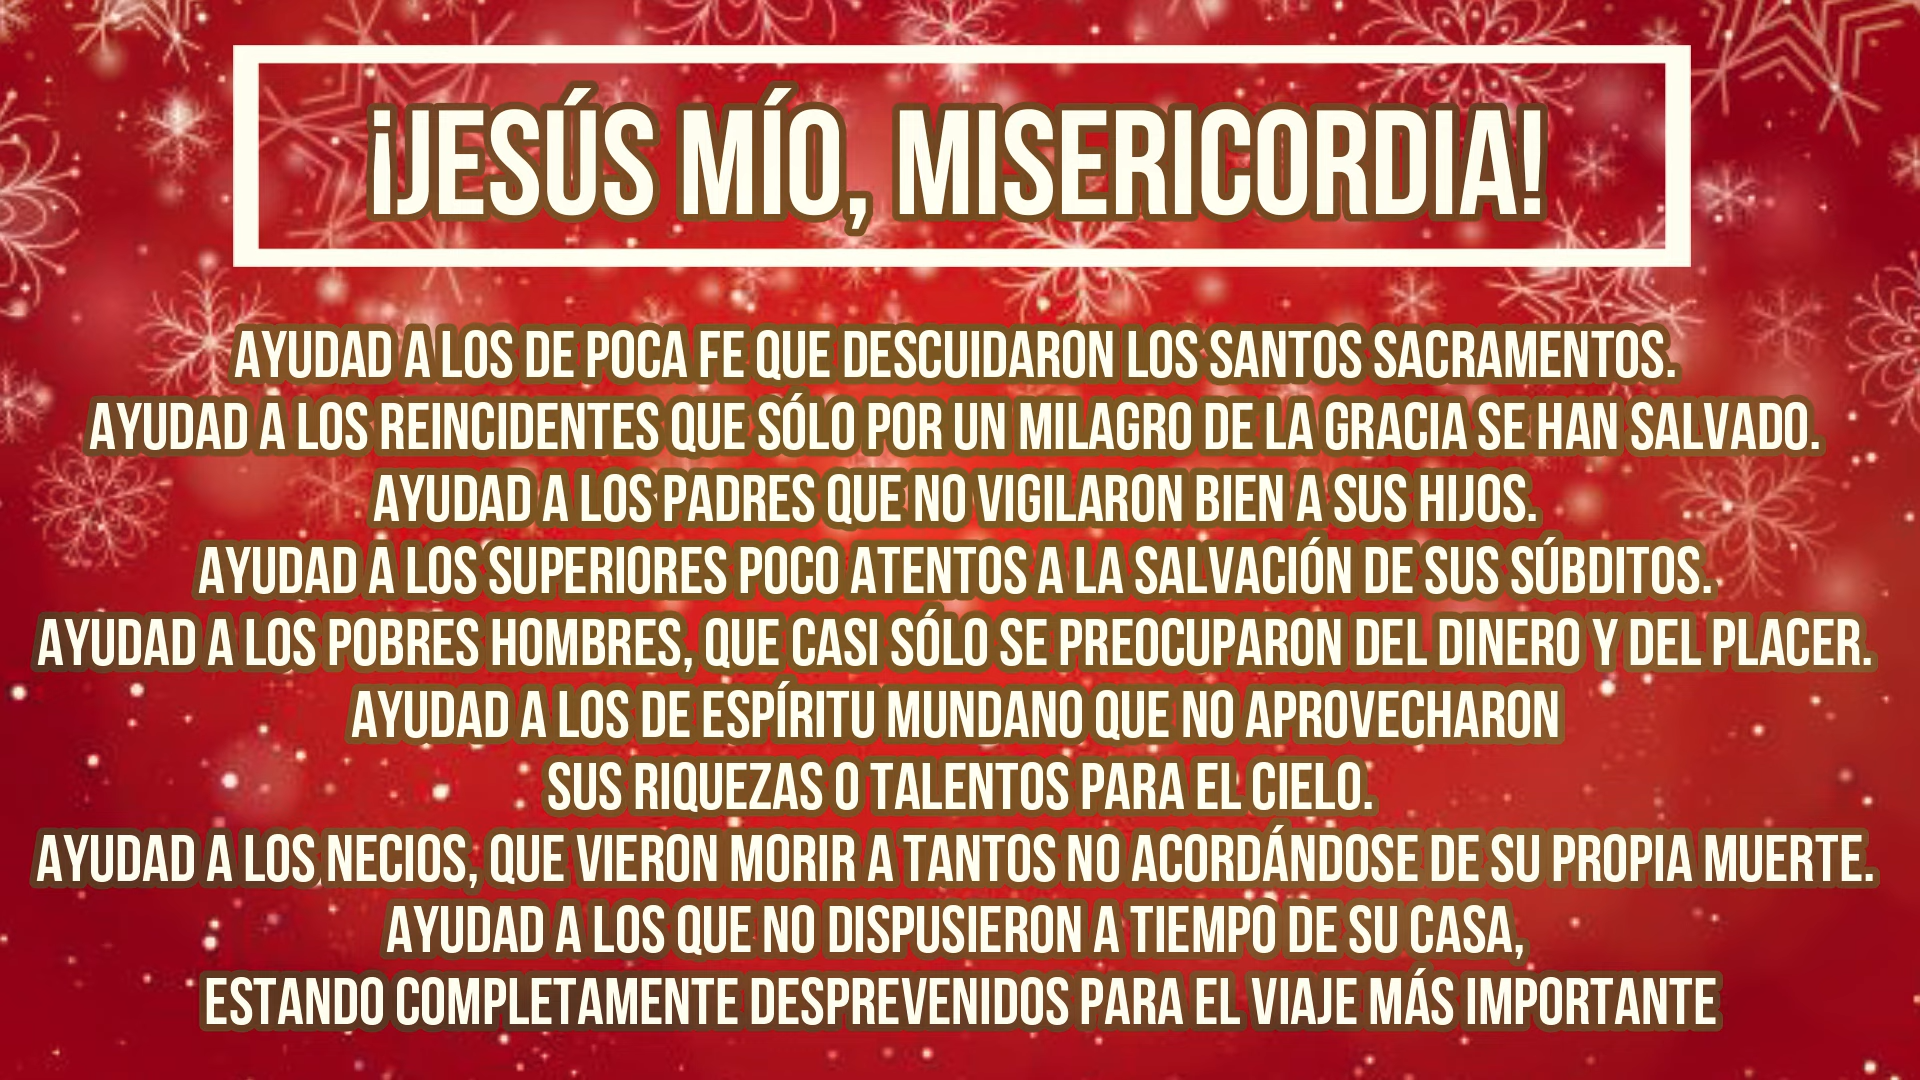 ¡JESÚS MÍO, MISERICORDIA!
AYUDAD A LOS DE POCA FE QUE DESCUIDARON LOS SANTOS SACRAMENTOS.
AYUDAD A LOS REINCIDENTES QUE SÓLO POR UN MILAGRO DE LA GRACIA SE HAN SALVADO.
AYUDAD A LOS PADRES QUE NO VIGILARON BIEN A SUS HIJOS.
AYUDAD A LOS SUPERIORES POCO ATENTOS A LA SALVACIÓN DE SUS SÚBDITOS.
AYUDAD A LOS POBRES HOMBRES, QUE CASI SÓLO SE PREOCUPARON DEL DINERO Y DEL PLACER.
AYUDAD A LOS DE ESPÍRITU MUNDANO QUE NO APROVECHARON
SUS RIQUEZAS O TALENTOS PARA EL CIELO.
AYUDAD A LOS NECIOS, QUE VIERON MORIR A TANTOS NO ACORDÁNDOSE DE SU PROPIA MUERTE.
AYUDAD A LOS QUE NO DISPUSIERON A TIEMPO DE SU CASA,
ESTANDO COMPLETAMENTE DESPREVENIDOS PARA EL VIAJE MÁS IMPORTANTE